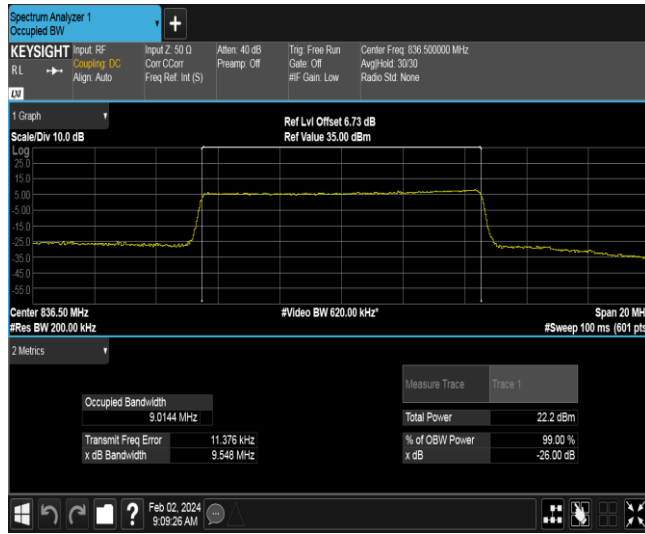 Spectrum Analyzer 1
Occupied BW
KEYSIGHT
RL
LXI
Input: RF
Coupling: DC
Align: Auto
Input Z: 50 Ω
Corr CCorr
Freq Ref: Int (S)
Atten: 40 dB
Preamp: Off
Trig: Free Run
Gate: Off
#IF Gain: Low
Center Freq: 836.500000 MHz
Avg|Hold: 30/30
Radio Std: None
1 Graph
Scale/Div 10.0 dB
Ref Lvl Offset 6.73 dB
Ref Value 35.00 dBm
Log
25.0
15.0
5.00
-5.00
-15.0
-25.0
-35.0
-45.0
-55.0
Center 836.50 MHz
#Res BW 200.00 kHz
#Video BW 620.00 kHz*
Span 20 MH
#Sweep 100 ms (601 pts
2 Metrics
Measure Trace Trace 1
Occupied Bandwidth
9.0144 MHz
Total Power 22.2 dBm
Transmit Freq Error 11.376 kHz
x dB Bandwidth 9.548 MHz
% of OBW Power 99.00 %
x dB -26.00 dB
?
Feb 02, 2024
9:09:26 AM